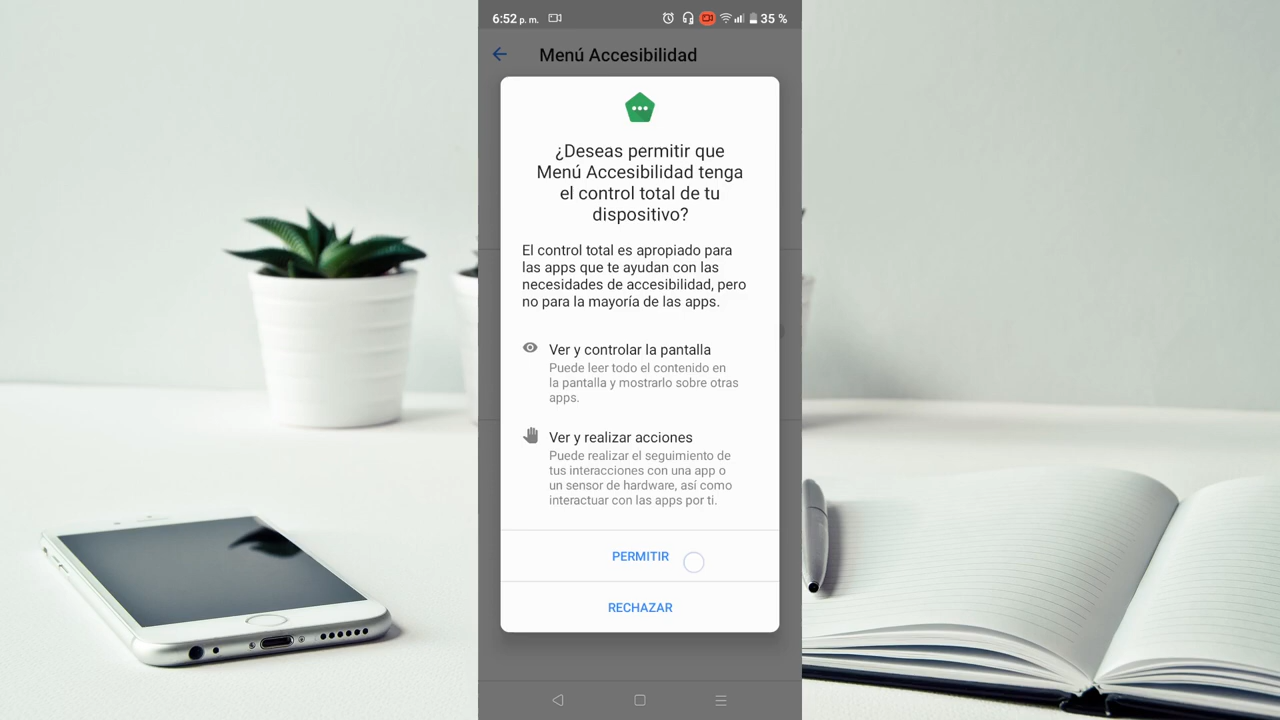 6:52 p. m.
35 %
Menú Accesibilidad
¿Deseas permitir que
Menú Accesibilidad tenga
el control total de tu
dispositivo?
El control total es apropiado para
las apps que te ayudan con las
necesidades de accesibilidad, pero
no para la mayoría de las apps.
Ver y controlar la pantalla
Puede leer todo el contenido en
la pantalla y mostrarlo sobre otras
apps.
Ver y realizar acciones
Puede realizar el seguimiento de
tus interacciones con una app o
un sensor de hardware, así como
interactuar con las apps por ti.
PERMITIR
RECHAZAR